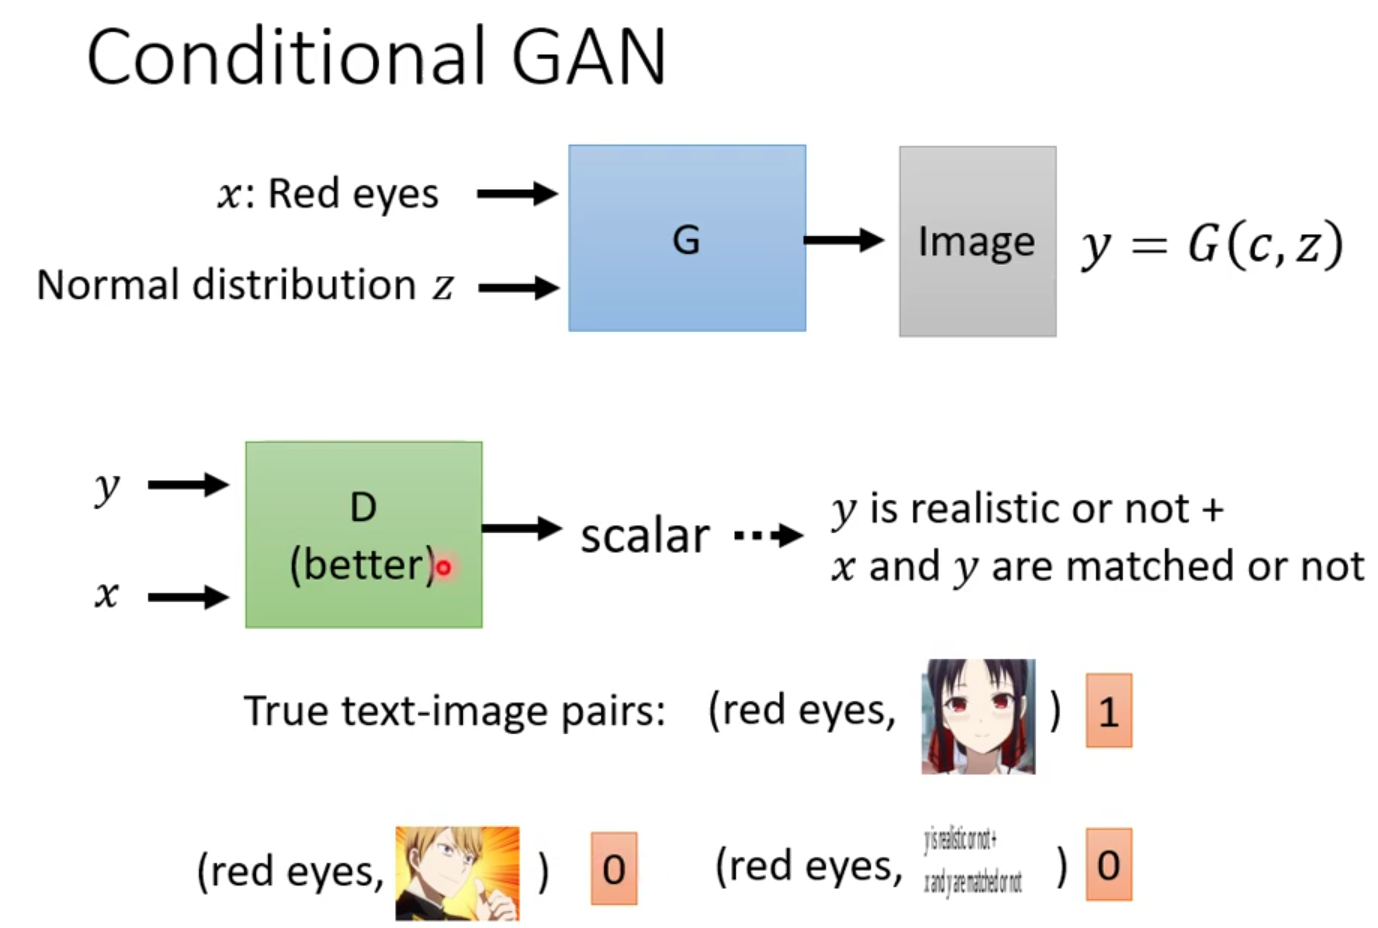 Conditional GAN
x: Red eyes
Normal distribution z
G
Image
y = G(c, z)
y
x
D
(better)
scalar
y is realistic or not +
x and y are matched or not
True text-image pairs: (red eyes, ) 1
(red eyes, ) 0
(red eyes, y is realistic or not +
x and y are matched or not ) 0